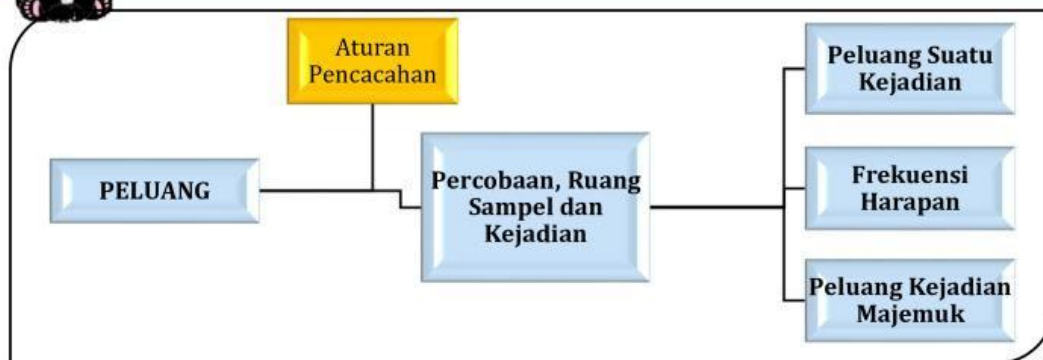 Aturan
Pencacahan
PELUANG
Percobaan, Ruang
Sampel dan
Kejadian
Peluang Suatu
Kejadian
Frekuensi
Harapan
Peluang Kejadian
Majemuk